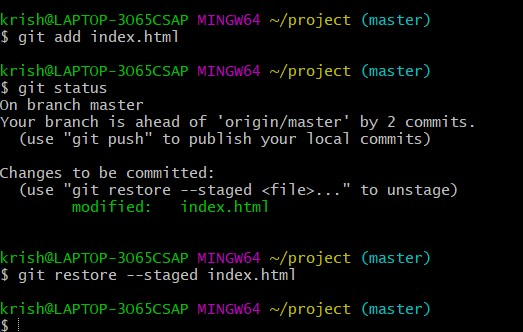 krish@LAPTOP-3O65CSAP MINGW64 ~/project (master)
$ git add index.html
krish@LAPTOP-3O65CSAP MINGW64 ~/project (master)
$ git status
On branch master
Your branch is ahead of 'origin/master' by 2 commits.
  (use "git push" to publish your local commits)
Changes to be committed:
  (use "git restore --staged <file>..." to unstage)
        modified:   index.html
krish@LAPTOP-3O65CSAP MINGW64 ~/project (master)
$ git restore --staged index.html
krish@LAPTOP-3O65CSAP MINGW64 ~/project (master)
$